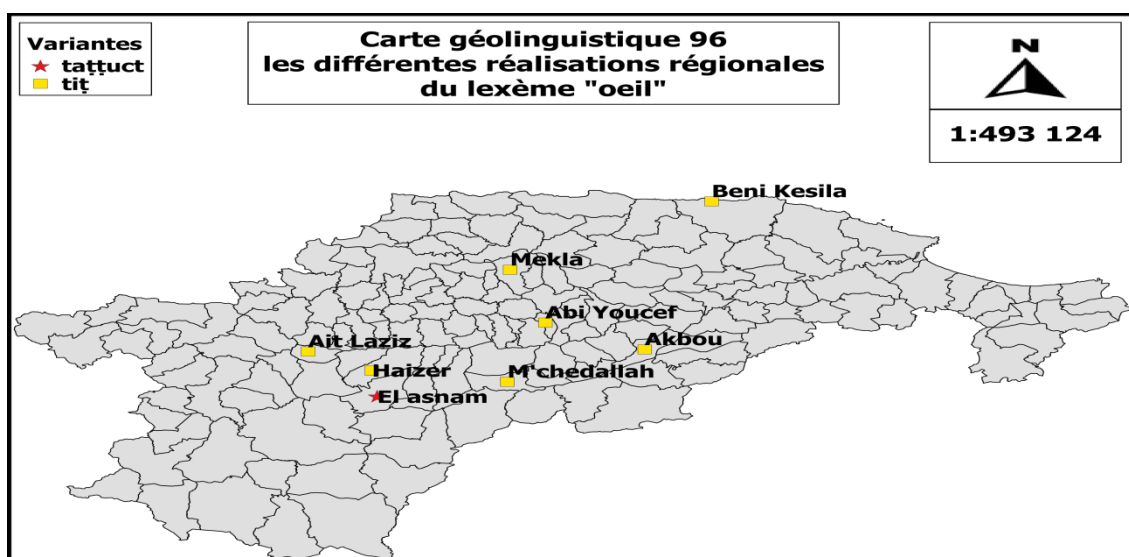 Variantes
taṭṭuct
tiṭ
Carte géolinguistique 96
les différentes réalisations régionales
du lexème "oeil"
N
1:493 124
Beni Kesila
Mekla
Abi Youcef
Akbou
Ait Laziz
Haizer
M'chedallah
El asnam